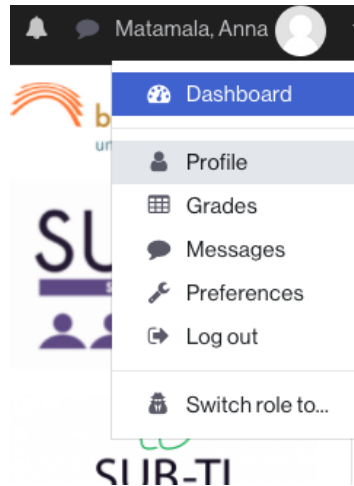 Matamala, Anna
Dashboard
Profile
Grades
Messages
Preferences
Log out
Switch role to...
SUB-TI